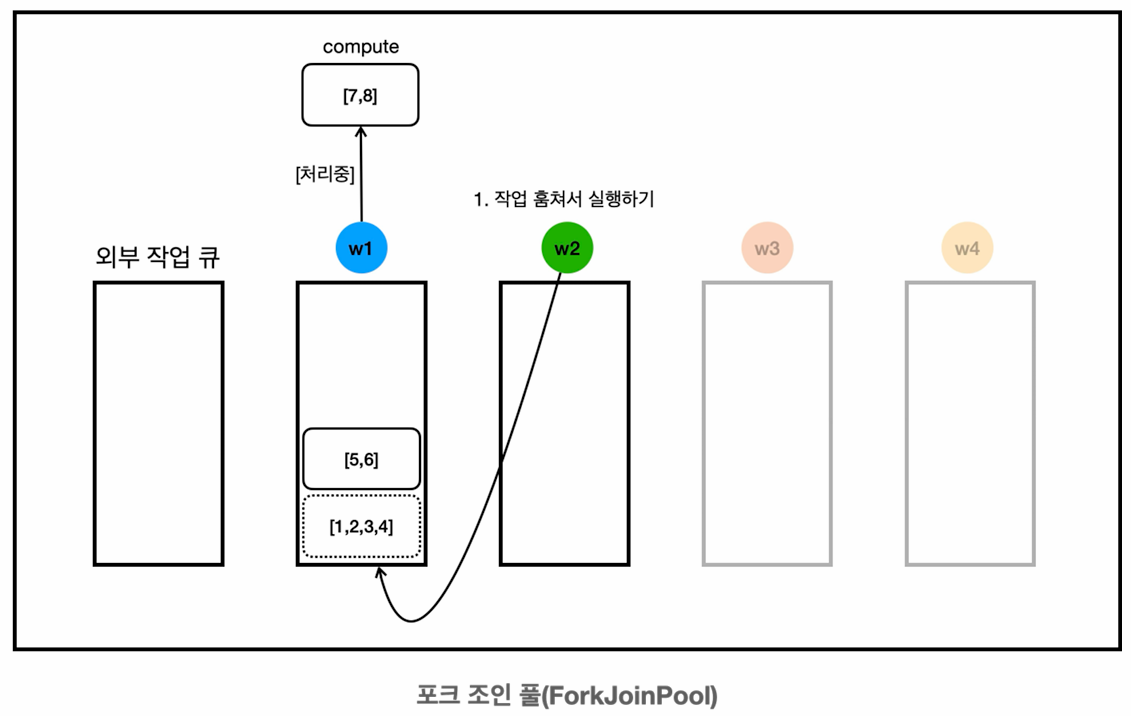 compute
[7,8]
[처리중]
1. 작업 훔쳐서 실행하기
외부 작업 큐
w1
w2
w3
w4
[5,6]
[1,2,3,4]
포크 조인 풀(ForkJoinPool)